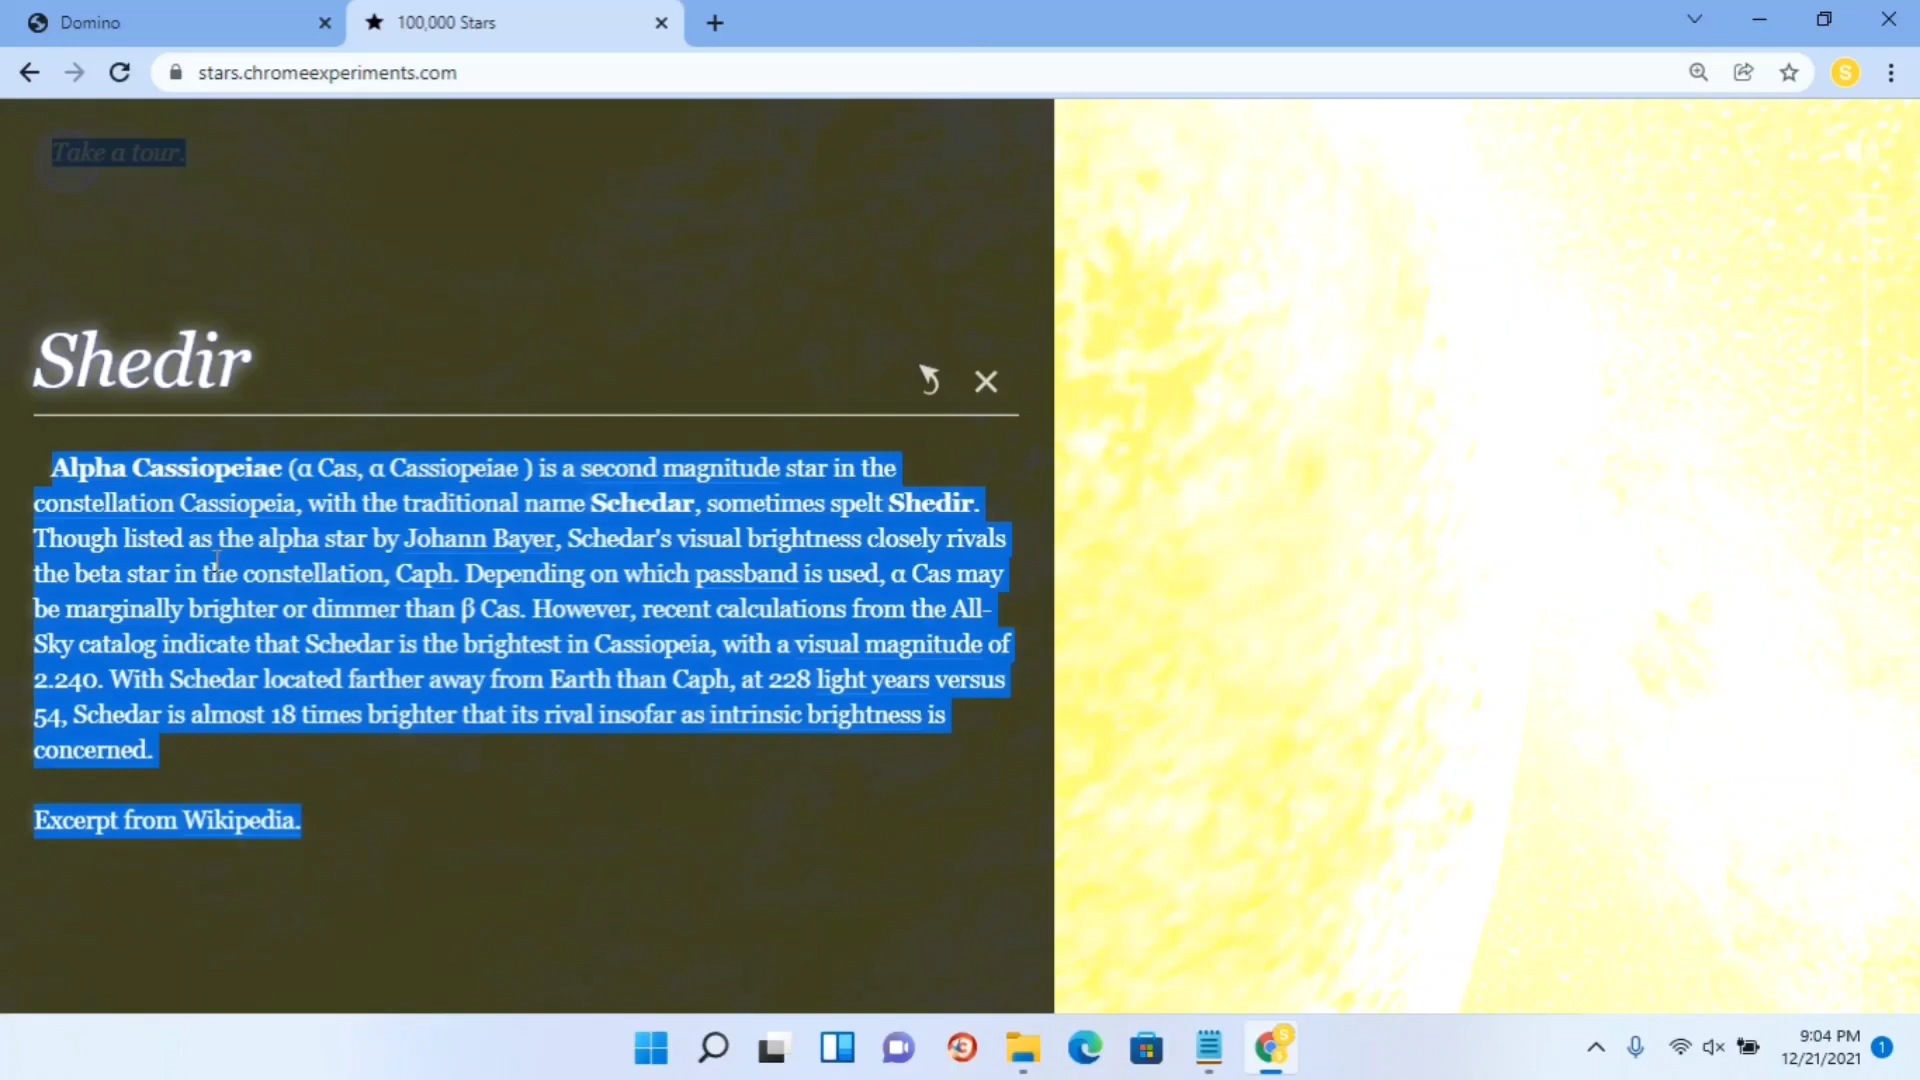 Domino
100,000 Stars
stars.chromeexperiments.com
S
Take a tour.
Shedir
Alpha Cassiopeiae (α Cas, α Cassiopeiae ) is a second magnitude star in the
constellation Cassiopeia, with the traditional name Schedar, sometimes spelt Shedir.
Though listed as the alpha star by Johann Bayer, Schedar's visual brightness closely rivals
the beta star in the constellation, Caph. Depending on which passband is used, α Cas may
be marginally brighter or dimmer than β Cas. However, recent calculations from the All-
Sky catalog indicate that Schedar is the brightest in Cassiopeia, with a visual magnitude of
2.240. With Schedar located farther away from Earth than Caph, at 228 light years versus
54, Schedar is almost 18 times brighter that its rival insofar as intrinsic brightness is
concerned.
Excerpt from Wikipedia.
9:04 PM
12/21/2021
1